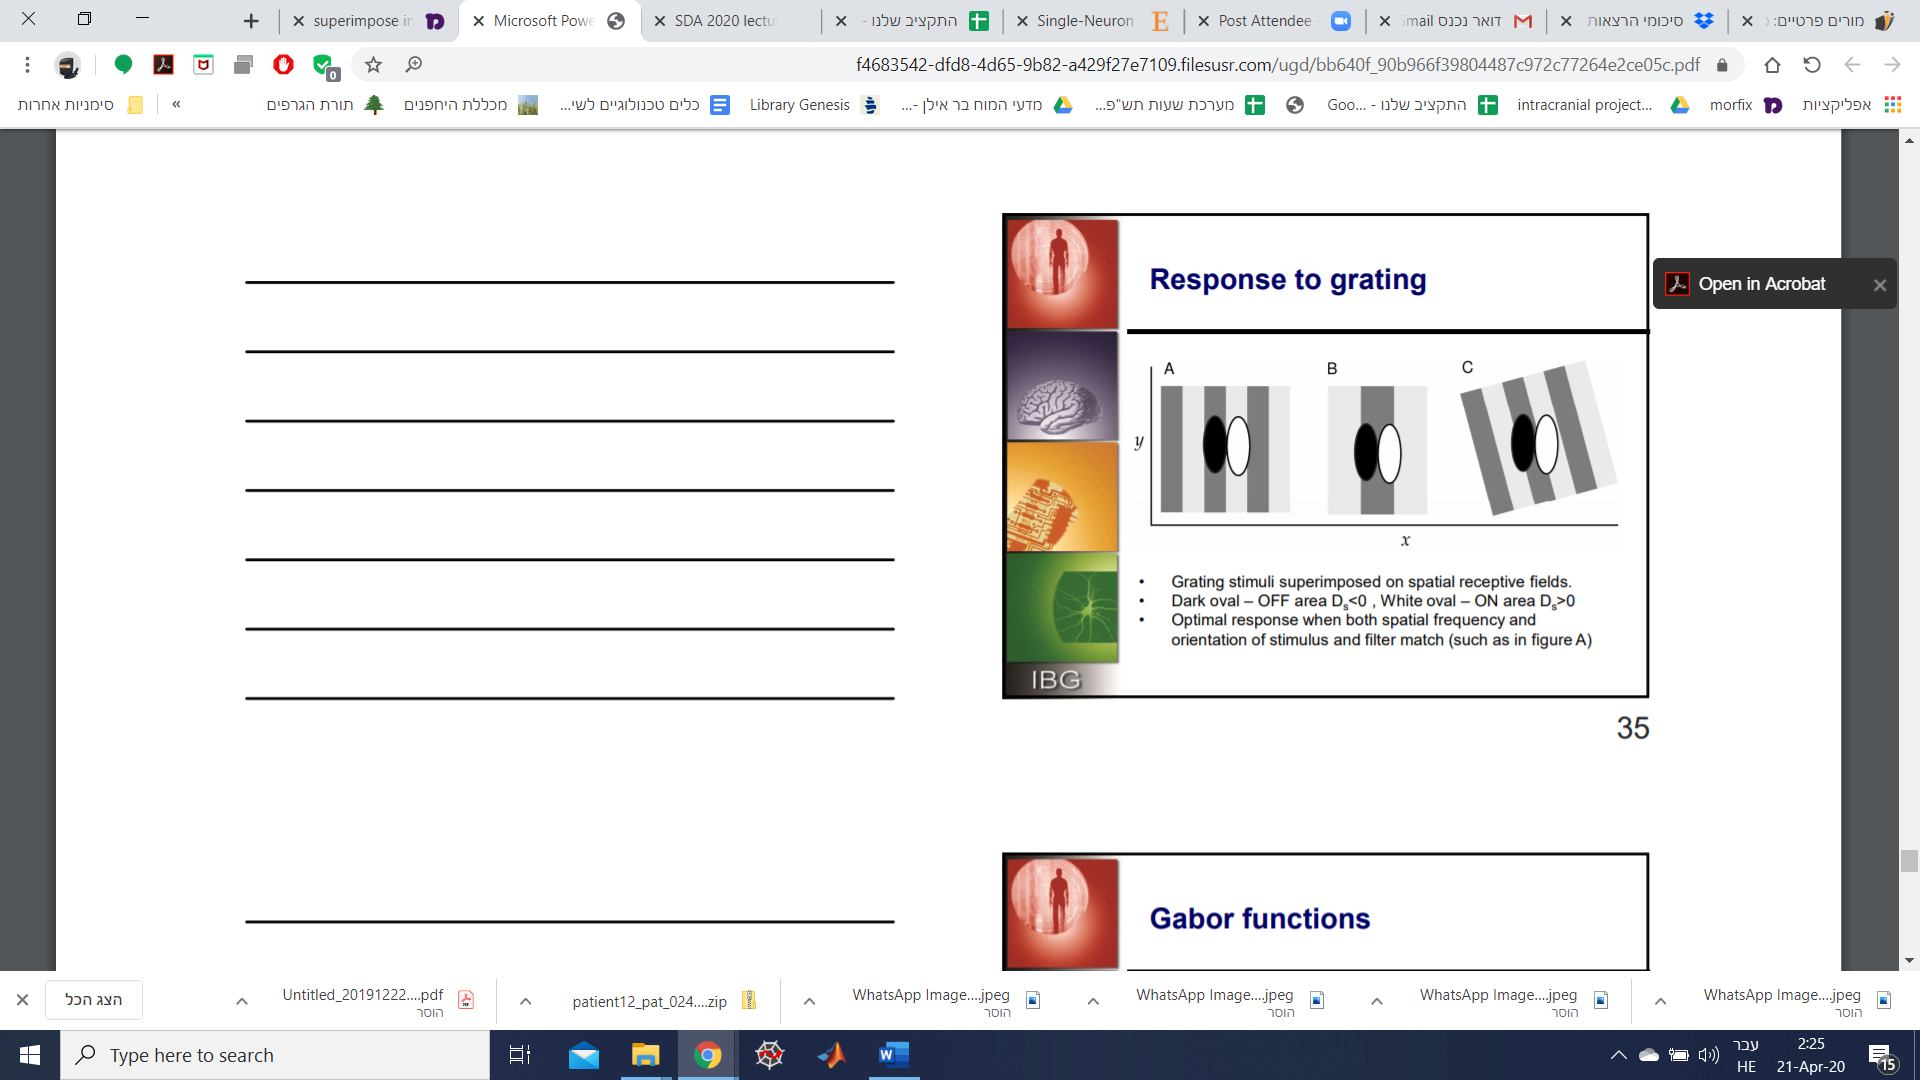 superimpose in
Microsoft Powe
SDA 2020 lectu
התקציב שלנו -
Single-Neuron
Post Attendee -
דואר נכנס
סיכומי הרצאות
מורים פרטיים:
f4683542-dfd8-4d65-9b82-a429f27e7109.filesusr.com/ugd/bb640f_90b966f39804487c972c77264e2ce05c.pdf
0
אפליקציות
morfix
intracranial project...
התקציב שלנו - Goo...
מערכת שעות תש"פ...
מדעי המוח בר אילן -...
Library Genesis
כלים טכנולוגיים לשי...
מכללת היחפנים
תורת הגרפים
»
סימניות אחרות
Response to grating
Open in Acrobat
A
B
C
y
x
• Grating stimuli superimposed on spatial receptive fields.
• Dark oval – OFF area Ds<0 , White oval – ON area Ds>0
• Optimal response when both spatial frequency and
orientation of stimulus and filter match (such as in figure A)
IBG
35
Gabor functions
הצג הכל
Untitled_20191222....pdf
הוסר
patient12_pat_024....zip
WhatsApp Image....jpeg
הוסר
WhatsApp Image....jpeg
הוסר
WhatsApp Image....jpeg
הוסר
WhatsApp Image....jpeg
הוסר
Type here to search
עבר
HE
2:25
21-Apr-20
15